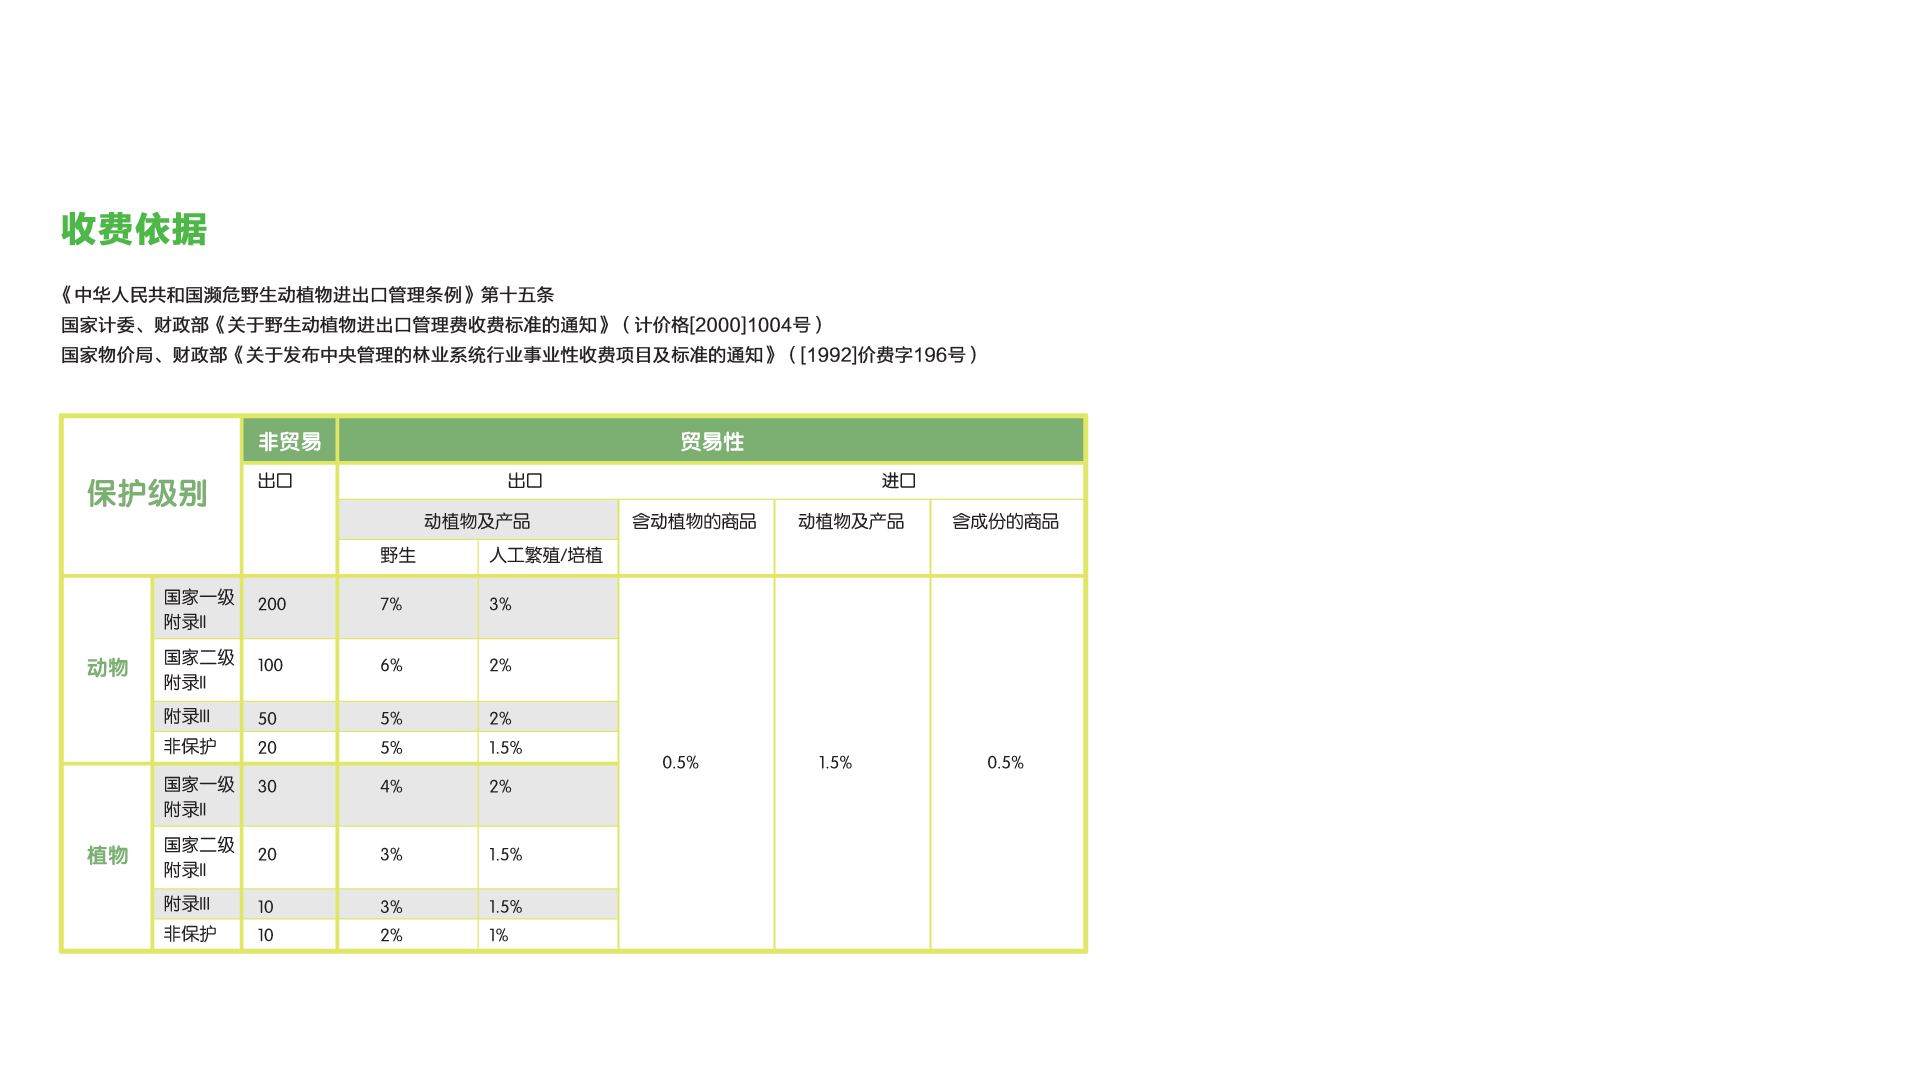 收费依据
《中华人民共和国濒危野生动植物进出口管理条例》第十五条
国家计委、财政部《关于野生动植物进出口管理费收费标准的通知》（计价格[2000]1004号）
国家物价局、财政部《关于发布中央管理的林业系统行业事业性收费项目及标准的通知》（[1992]价费字196号）
保护级别 非贸易 贸易性
出口 出口 进口
动植物及产品 含动植物的商品 动植物及产品 含成份的商品
野生 人工繁殖/培植
动物
国家一级
附录II 200 7% 3%
国家二级
附录II 100 6% 2%
附录III 50 5% 2%
非保护 20 5% 1.5%
0.5% 1.5% 0.5%
植物
国家一级
附录II 30 4% 2%
国家二级
附录II 20 3% 1.5%
附录III 10 3% 1.5%
非保护 10 2% 1%